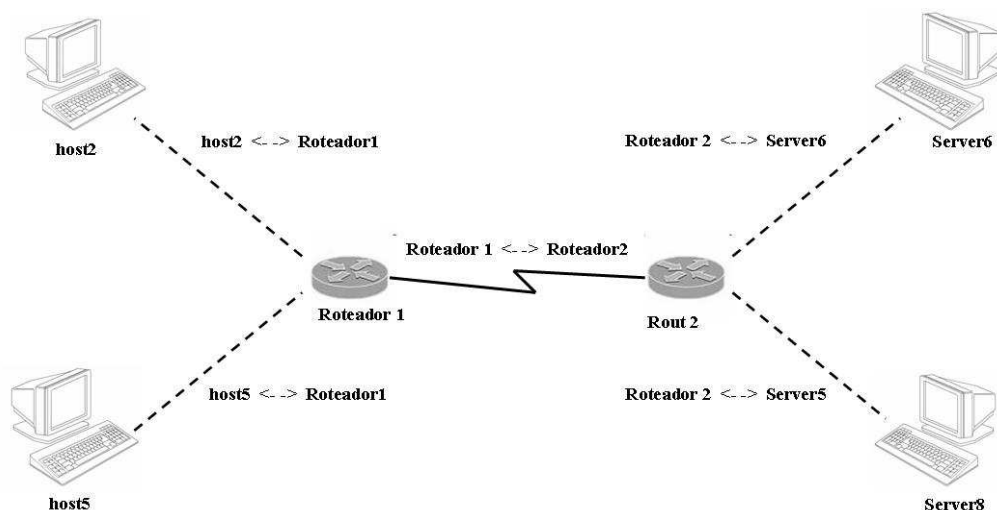 host2
host2 <--> Roteador1
Roteador 2 <--> Server6
Server6
Roteador 1 <--> Roteador2
Roteador 1
Rout 2
host5 <--> Roteador1
Roteador 2 <--> Server5
host5
Server8